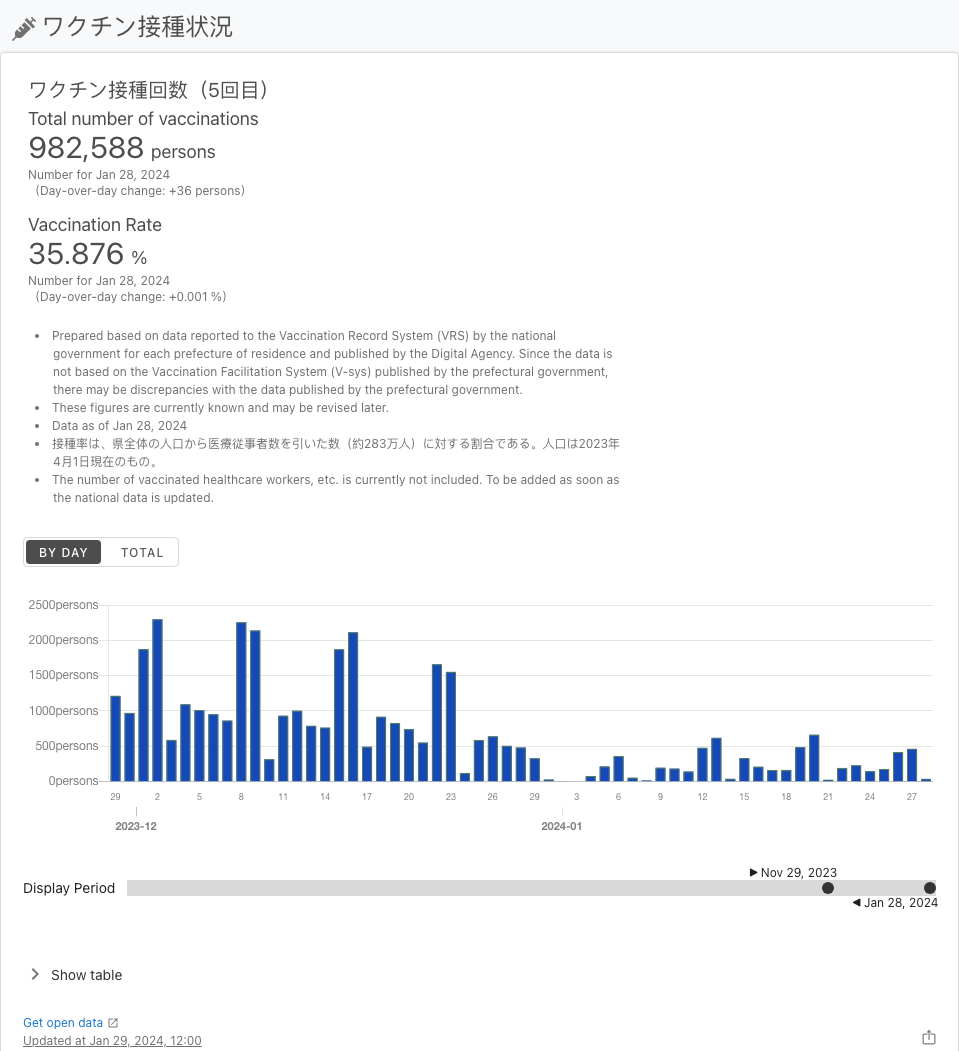 ワクチン接種状況
ワクチン接種回数（5回目）
Total number of vaccinations
982,588 persons
Number for Jan 28, 2024
（Day-over-day change: +36 persons）
Vaccination Rate
35.876 %
Number for Jan 28, 2024
（Day-over-day change: +0.001 %）
• Prepared based on data reported to the Vaccination Record System (VRS) by the national
government for each prefecture of residence and published by the Digital Agency. Since the data is
not based on the Vaccination Facilitation System (V-sys) published by the prefectural government,
there may be discrepancies with the data published by the prefectural government.
• These figures are currently known and may be revised later.
• Data as of Jan 28, 2024
• 接種率は、県全体の人口から医療従事者数を引いた数（約283万人）に対する割合である。人口は2023年
4月1日現在のもの。
• The number of vaccinated healthcare workers, etc. is currently not included. To be added as soon as
the national data is updated.
BY DAY TOTAL
2500persons
2000persons
1500persons
1000persons
500persons
0persons
29 2 5 8 11 14 17 20 23 26 29 3 6 9 12 15 18 21 24 27
2023-12 2024-01
Nov 29, 2023
Display Period
Jan 28, 2024
Show table
Get open data
Updated at Jan 29, 2024, 12:00